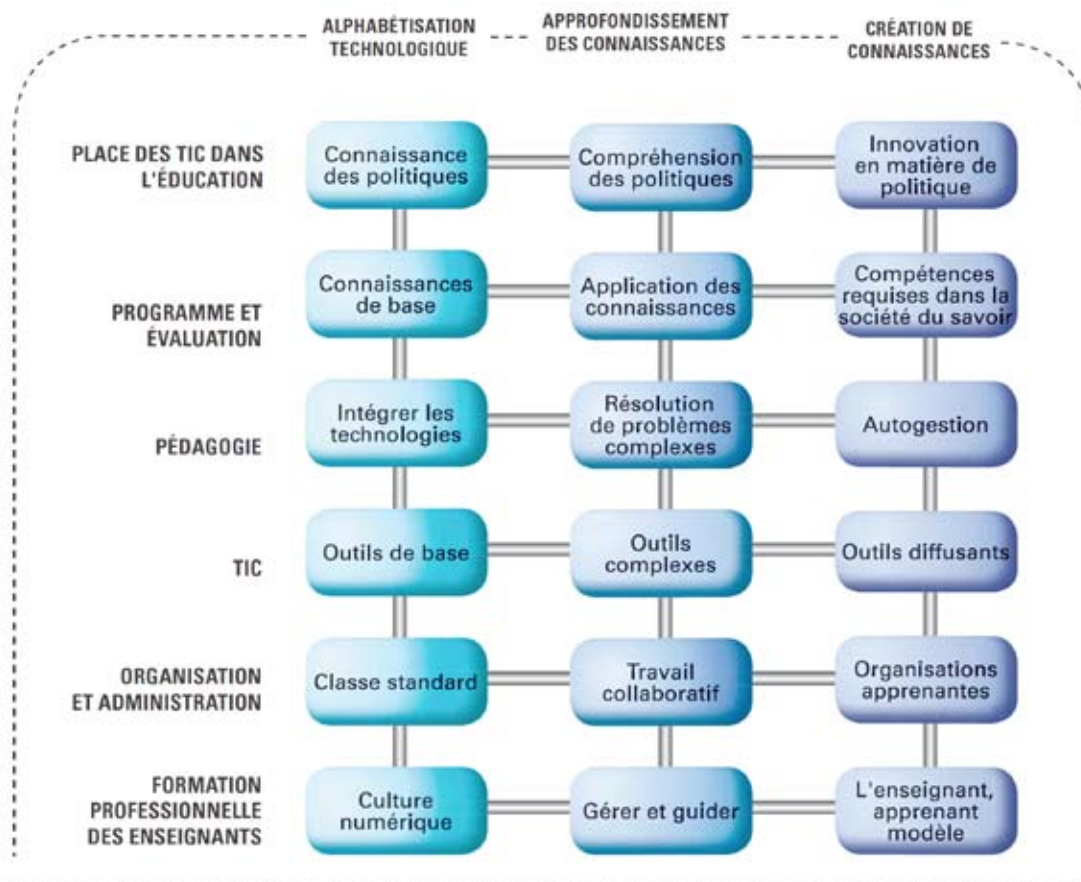 ALPHABÉTISATION
TECHNOLOGIQUE
APPROFONDISSEMENT
DES CONNAISSANCES
CRÉATION DE
CONNAISSANCES
PLACE DES TIC DANS
L'ÉDUCATION
Connaissance
des politiques
Compréhension
des politiques
Innovation
en matière de
politique
PROGRAMME ET
ÉVALUATION
Connaissances
de base
Application des
connaissances
Compétences
requises dans la
société du savoir
PÉDAGOGIE
Intégrer les
technologies
Résolution
de problèmes
complexes
Autogestion
TIC
Outils de base
Outils
complexes
Outils diffusants
ORGANISATION
ET ADMINISTRATION
Classe standard
Travail
collaboratif
Organisations
apprenantes
FORMATION
PROFESSIONNELLE
DES ENSEIGNANTS
Culture
numérique
Gérer et guider
L'enseignant,
apprenant
modèle